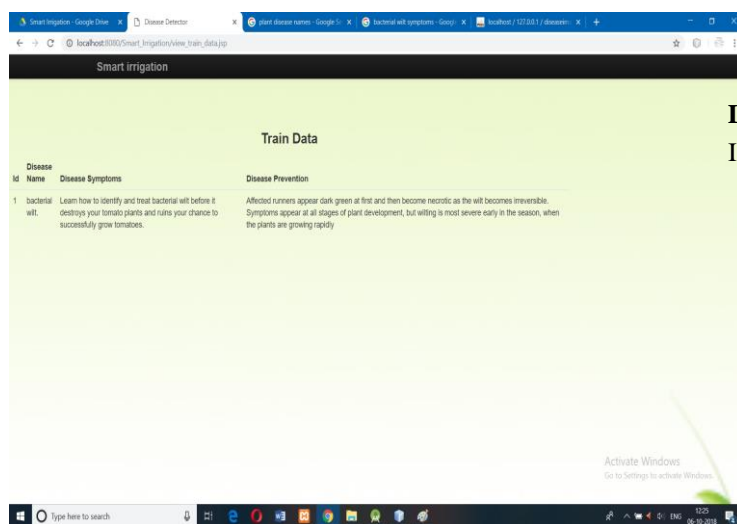 Smart Irrigation - Google Drive
Disease Detector
plant disease names - Google Se
bacterial wilt symptoms - Googl
localhost / 127.0.0.1 / diseasein
localhost:8080/Smart_Irrigation/view_train_data.jsp
Smart irrigation
Train Data
Id Disease Name Disease Symptoms Disease Prevention
1 bacterial wilt. Learn how to identify and treat bacterial wilt before it Affected runners appear dark green at first and then become necrotic as the wilt becomes irreversible.
destroys your tomato plants and ruins your chance to Symptoms appear at all stages of plant development, but wilting is most severe early in the season, when
successfully grow tomatoes. the plants are growing rapidly
Activate Windows
Go to Settings to activate Windows.
Type here to search
ENG
12:25
06-10-2018